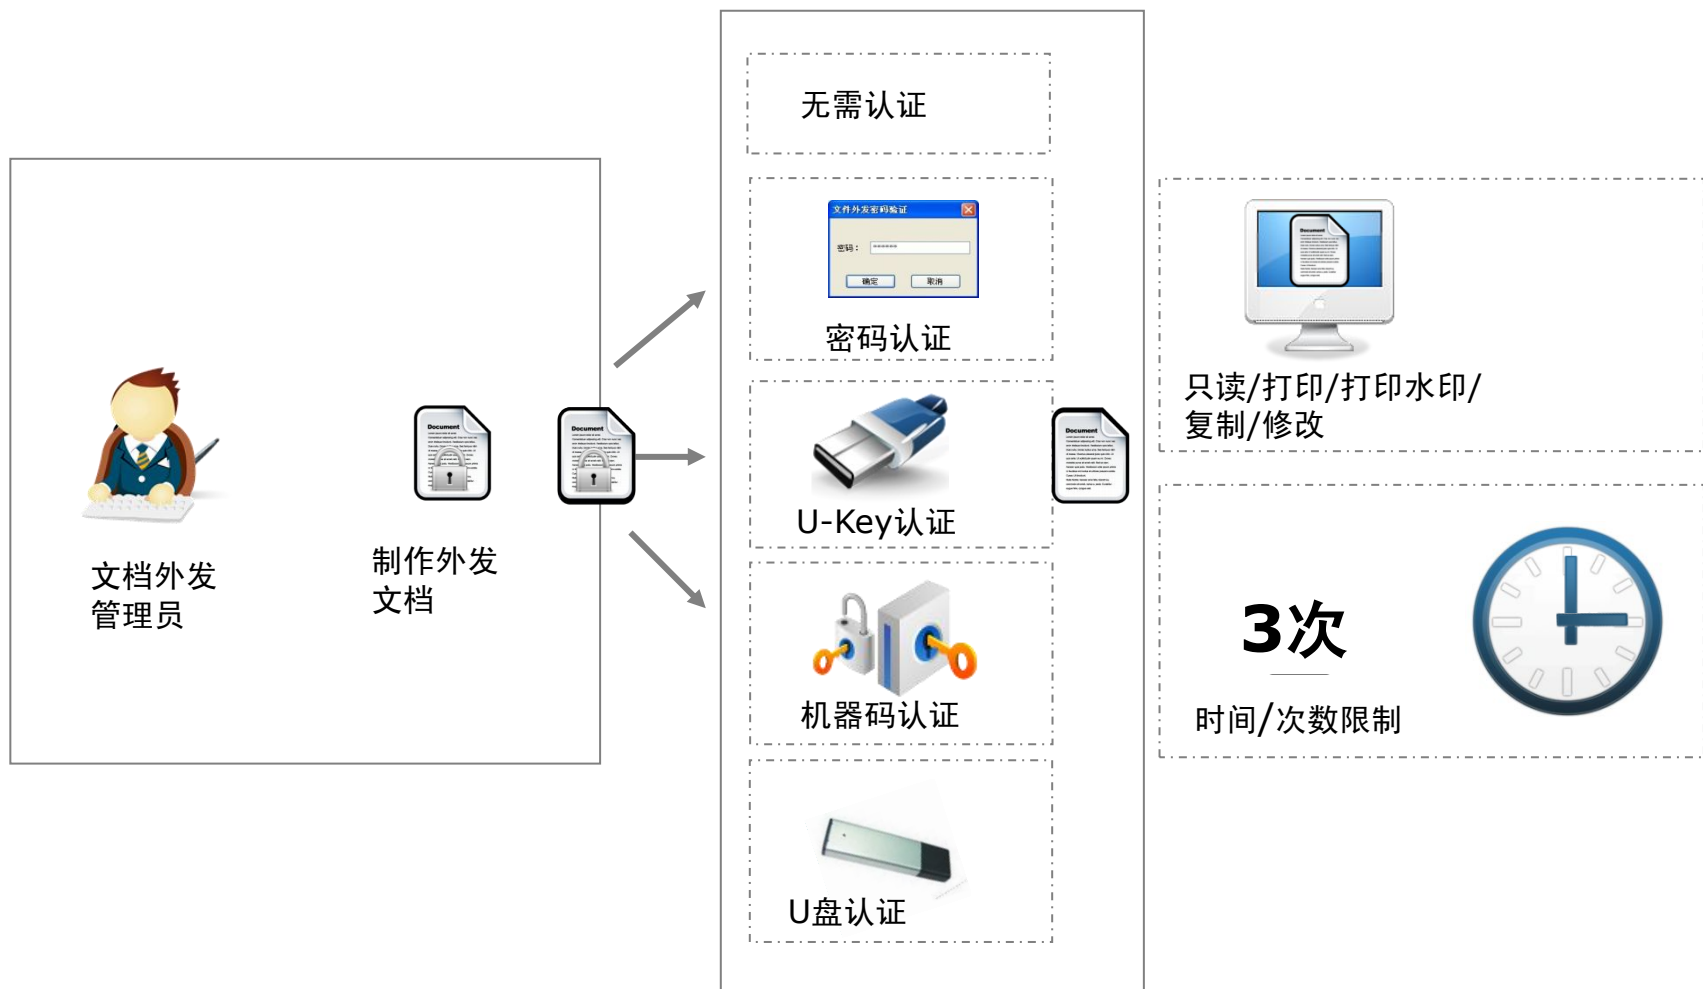 无需认证
文件外发密码验证
密码：
*******
确定
取消
密码认证
U-Key认证
机器码认证
U盘认证
Document
Document
文档外发
管理员
制作外发
文档
Document
Document
只读/打印/打印水印/
复制/修改
3次
时间/次数限制